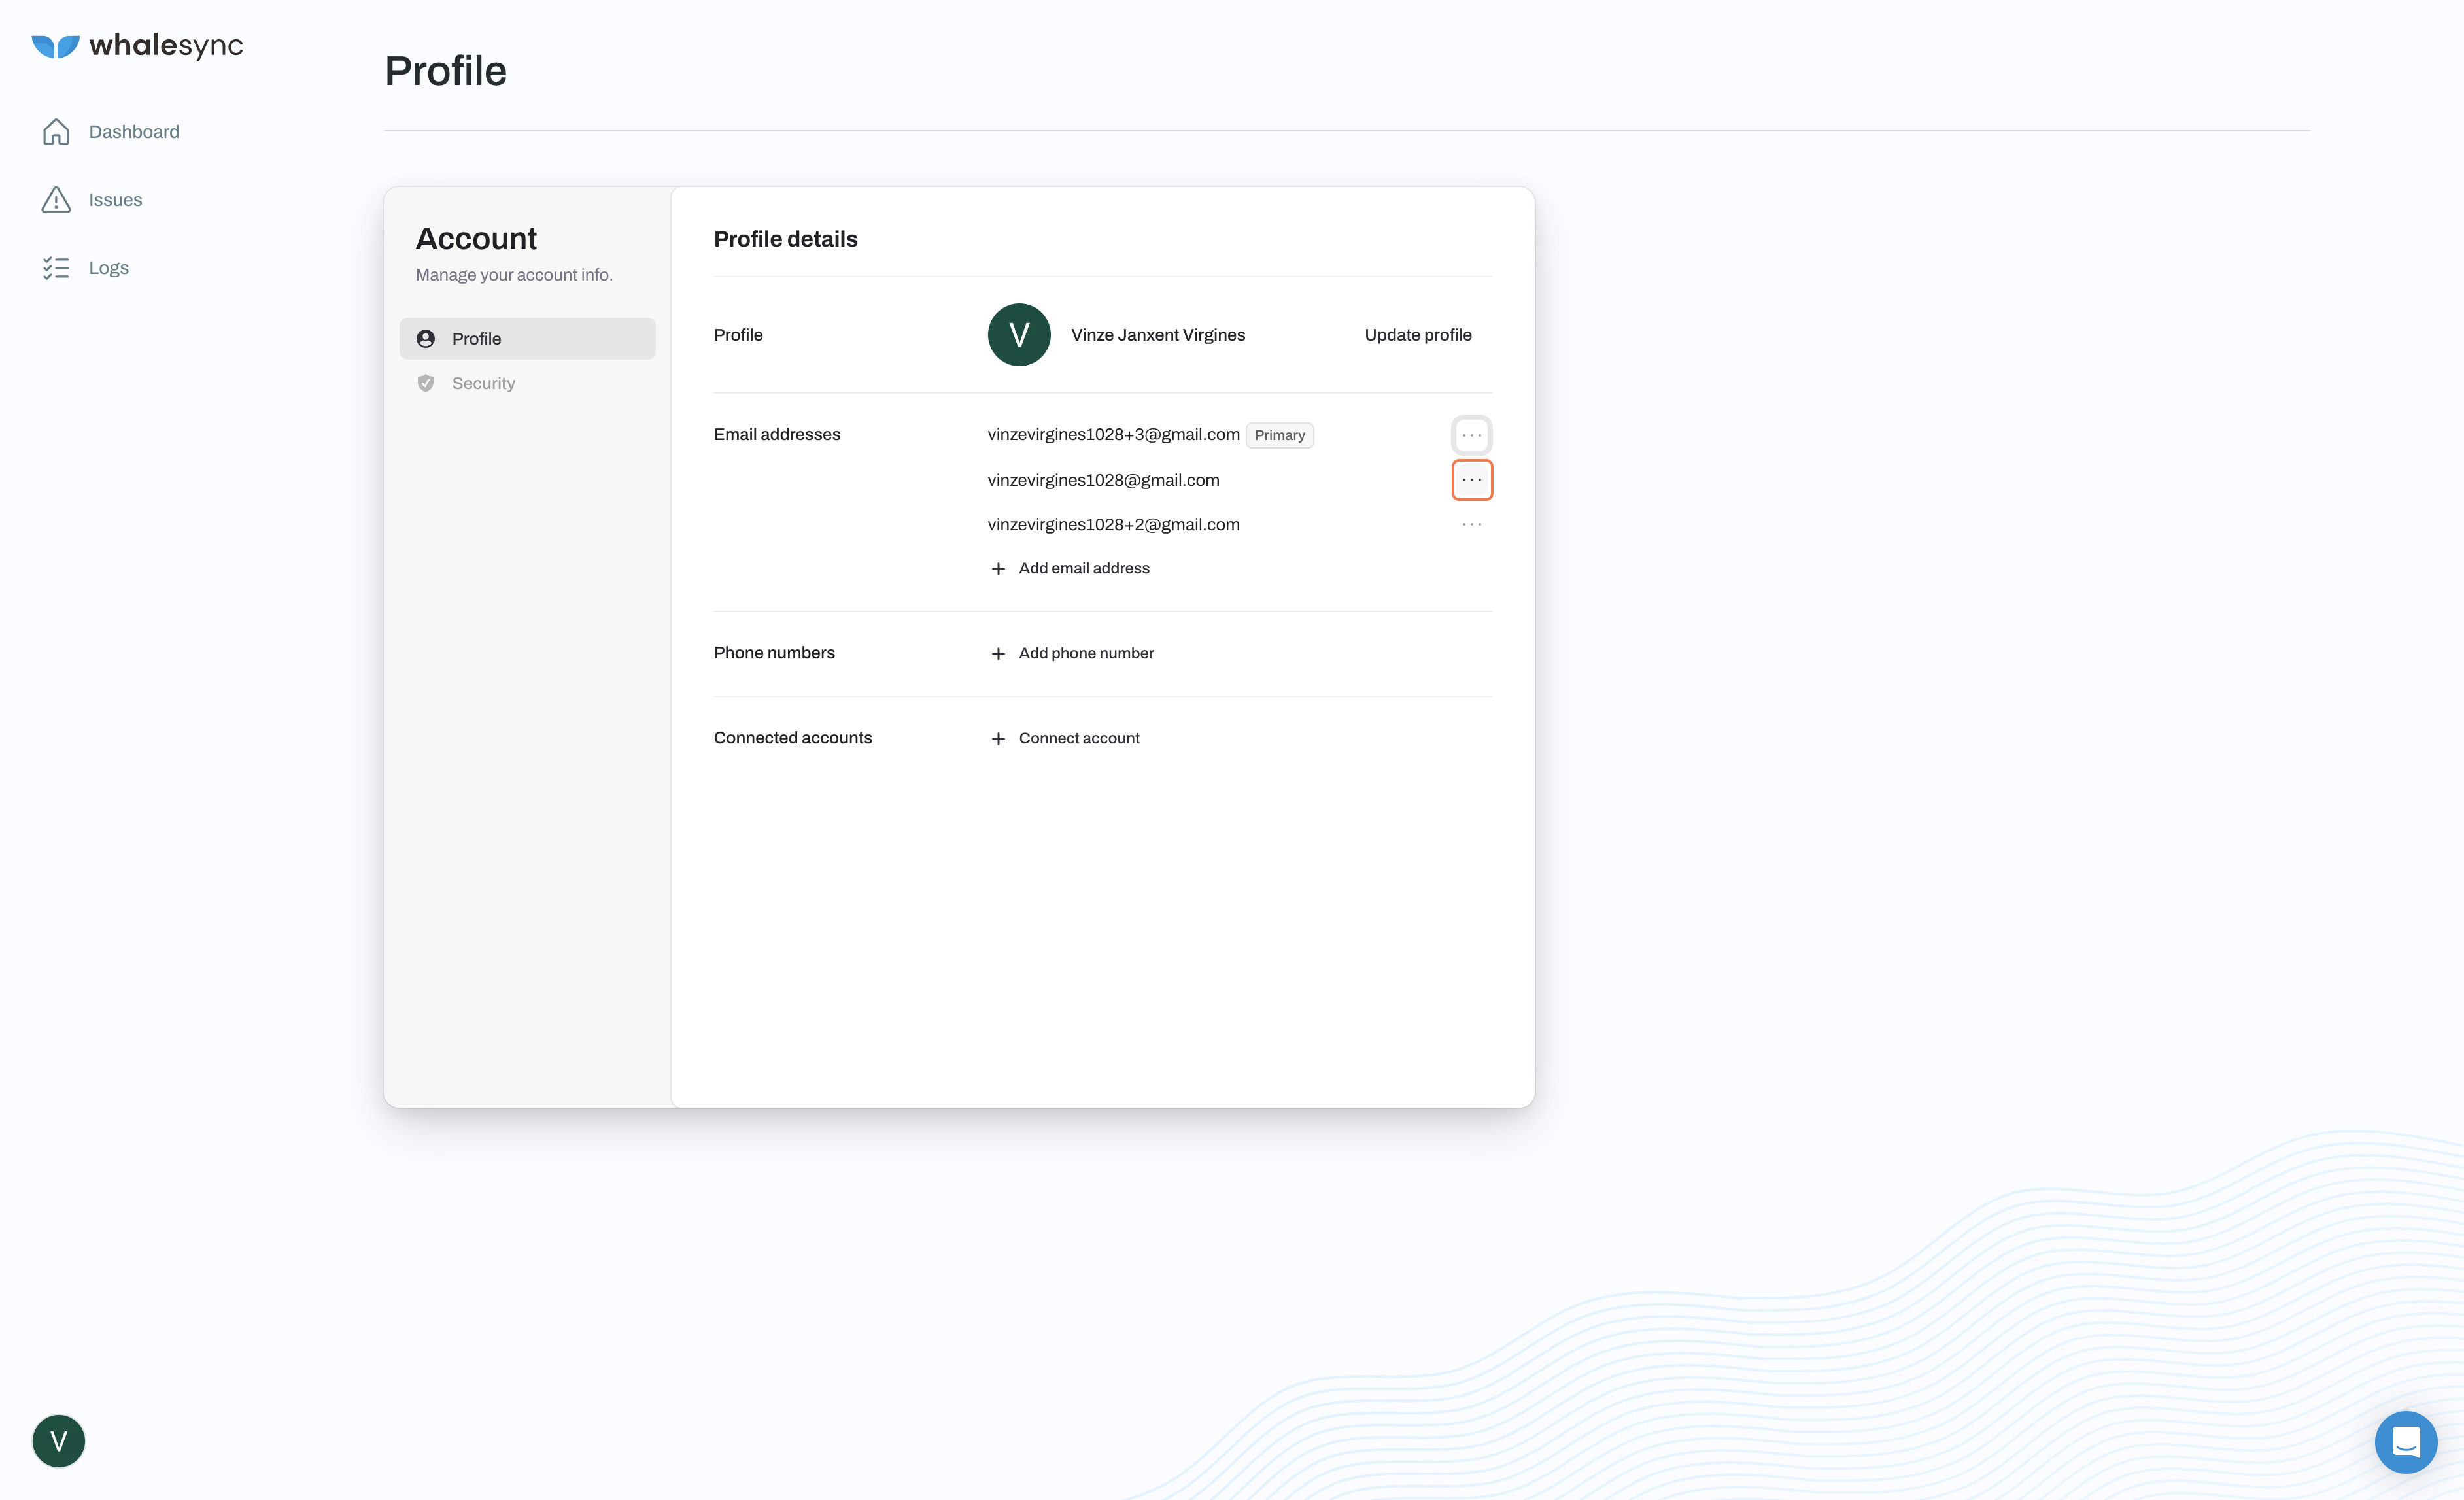 whalesync
Dashboard
Issues
Logs
Profile
Account
Manage your account info.
Profile
Security
Profile details
Profile
V
Vinze Janxent Virgines
Update profile
Email addresses
vinzevirgines1028+3@gmail.com Primary
vinzevirgines1028@gmail.com
vinzevirgines1028+2@gmail.com
Add email address
Phone numbers
Add phone number
Connected accounts
Connect account
V